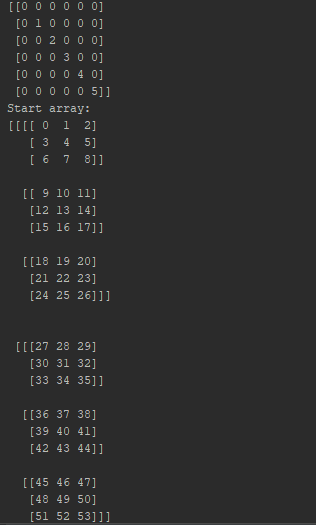 [[0 0 0 0 0 0]
 [0 1 0 0 0 0]
 [0 0 2 0 0 0]
 [0 0 0 3 0 0]
 [0 0 0 0 4 0]
 [0 0 0 0 0 5]]
Start array:
[[[[ 0  1  2]
   [ 3  4  5]
   [ 6  7  8]]

  [[ 9 10 11]
   [12 13 14]
   [15 16 17]]

  [[18 19 20]
   [21 22 23]
   [24 25 26]]]


 [[[27 28 29]
   [30 31 32]
   [33 34 35]]

  [[36 37 38]
   [39 40 41]
   [42 43 44]]

  [[45 46 47]
   [48 49 50]
   [51 52 53]]]